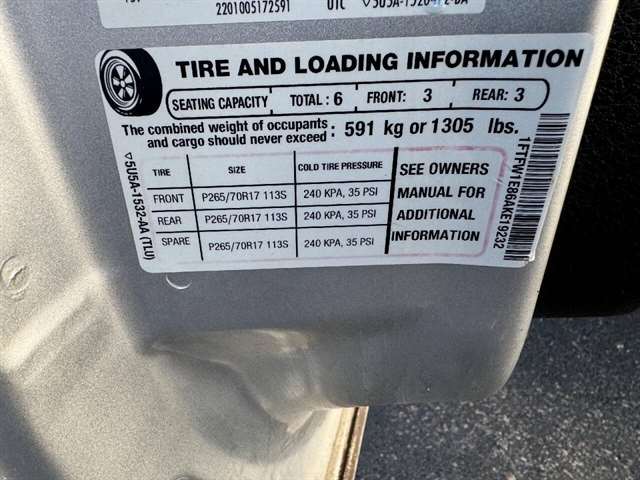 2201005172591 UTC
TIRE AND LOADING INFORMATION
SEATING CAPACITY TOTAL : 6 FRONT: 3 REAR: 3
The combined weight of occupants and cargo should never exceed : 591 kg or 1305 lbs.
TIRE SIZE COLD TIRE PRESSURE
FRONT P265/70R17 113S 240 KPA, 35 PSI
REAR P265/70R17 113S 240 KPA, 35 PSI
SPARE P265/70R17 113S 240 KPA, 35 PSI
SEE OWNERS
MANUAL FOR
ADDITIONAL
INFORMATION
▽5U5A-1532-AA (TLU)
1FTFW1E86AKE19232